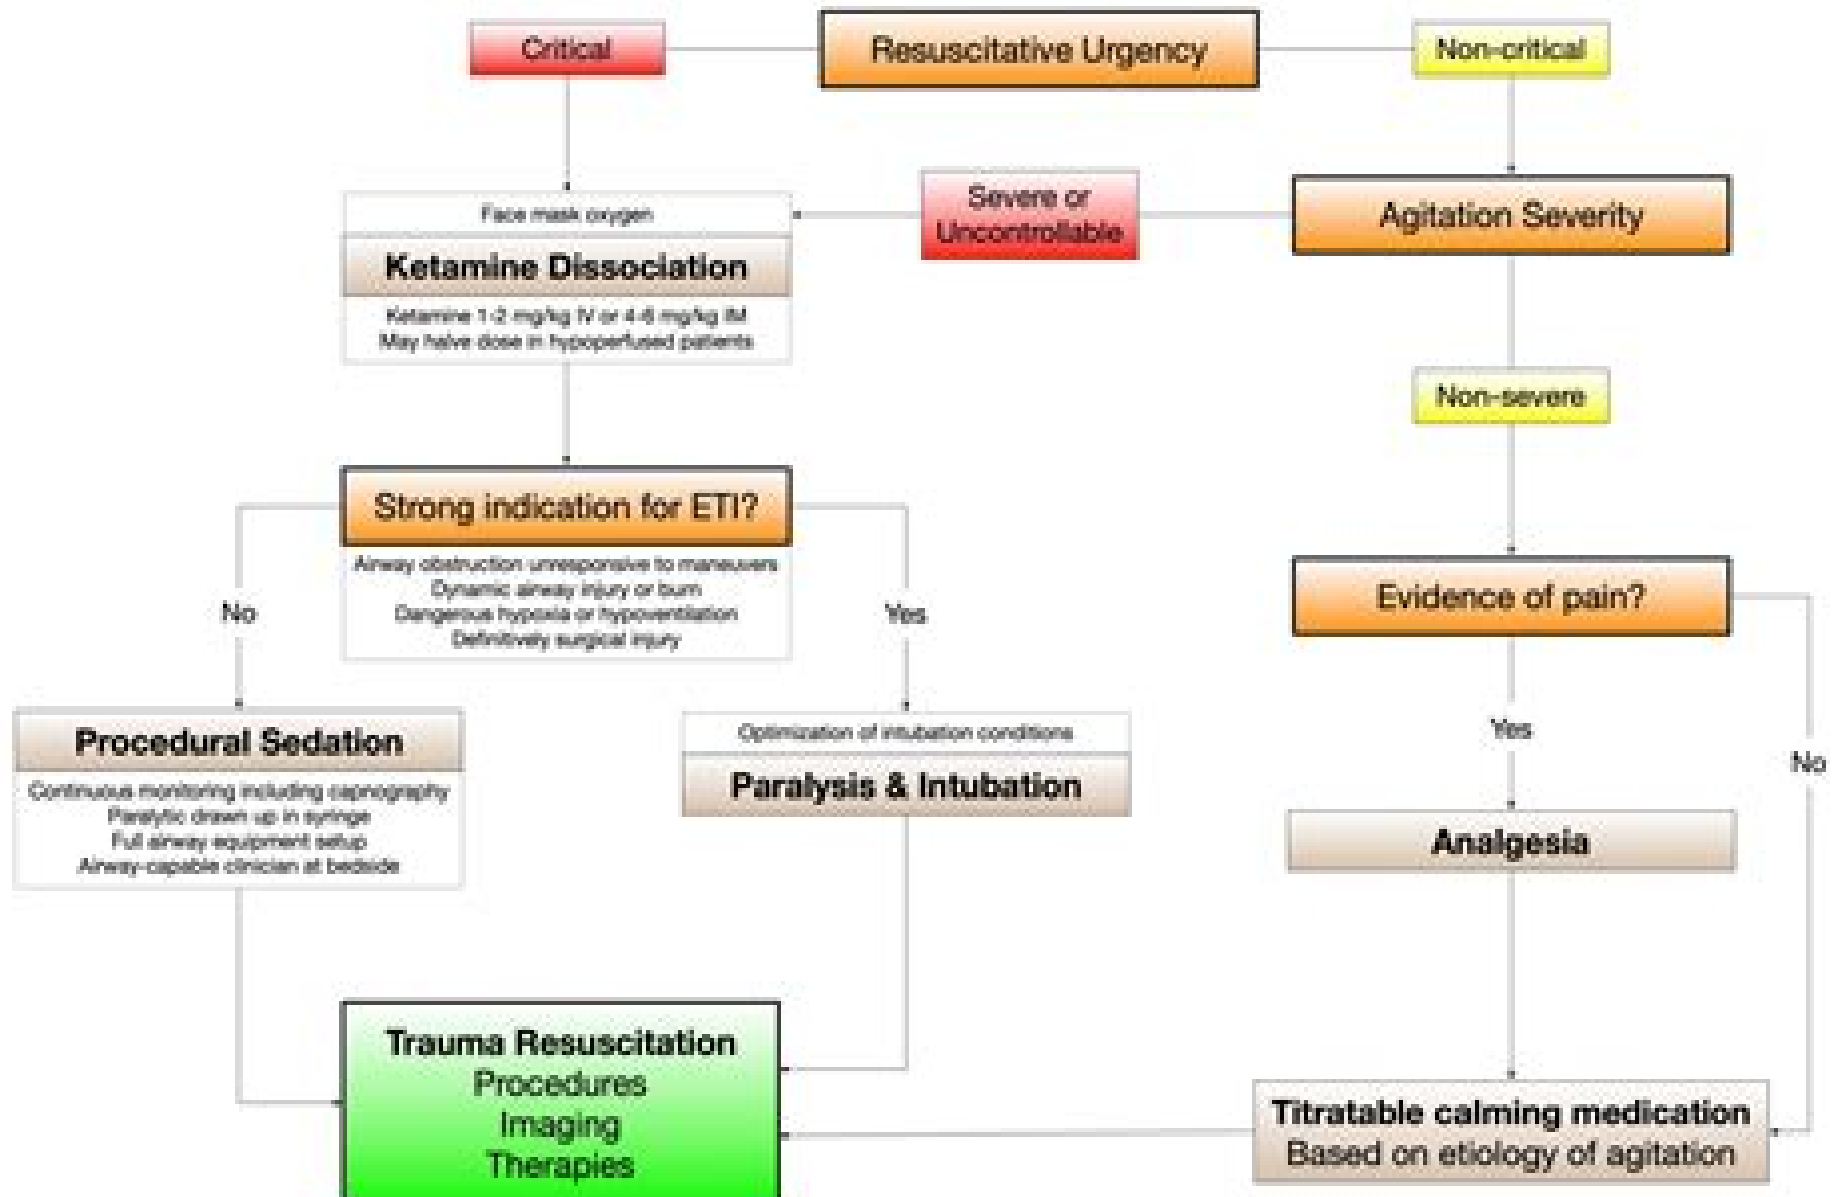 Critical
Resuscitative Urgency
Non-critical
Severe or
Uncontrollable
Agitation Severity
Face mask oxygen
Ketamine Dissociation
Ketamine 1-2 mg/kg IV or 4-6 mg/kg IM
May halve dose in hypoperfused patients
Non-severe
Strong indication for ETI?
Airway obstruction unresponsive to maneuvers
Dynamic airway injury or burn
Dangerous hypoxia or hypoventilation
Definitively surgical injury
No
Yes
Evidence of pain?
Yes
No
Procedural Sedation
Continuous monitoring including capnography
Paralytic drawn up in syringe
Full airway equipment setup
Airway-capable clinician at bedside
Optimization of intubation conditions
Paralysis & Intubation
Analgesia
Trauma Resuscitation
Procedures
Imaging
Therapies
Titratable calming medication
Based on etiology of agitation